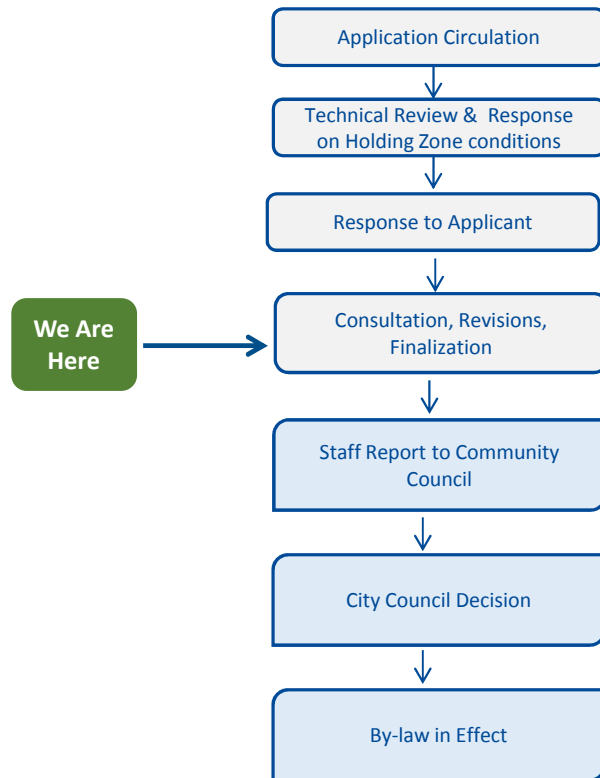 Application Circulation
Technical Review & Response
on Holding Zone conditions
Response to Applicant
We Are
Here
Consultation, Revisions,
Finalization
Staff Report to Community
Council
City Council Decision
By-law in Effect